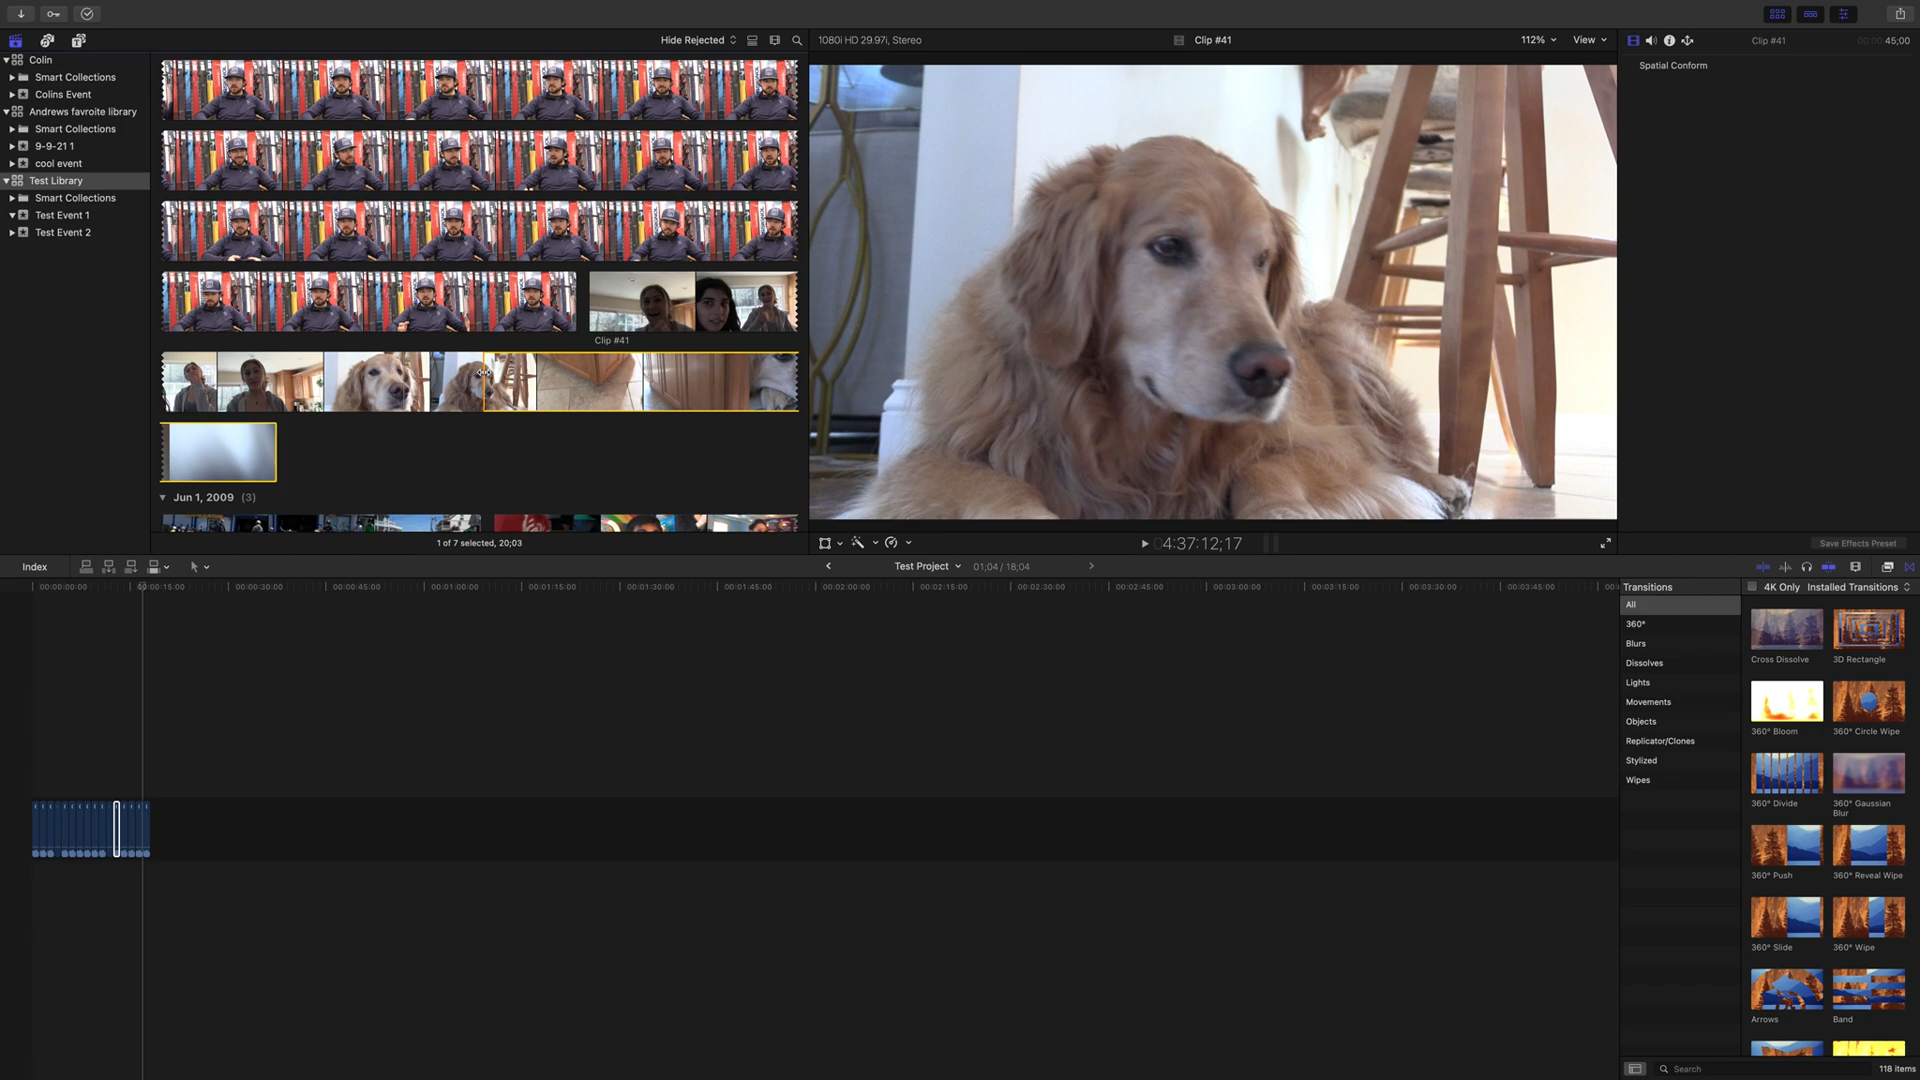 Hide Rejected
1080i HD 29.97i, Stereo
Clip #41
112%
View
Clip #41
00:00:45;00
Colin
Smart Collections
Colins Event
Andrews favroite library
Smart Collections
9-9-21 1
cool event
Test Library
Smart Collections
Test Event 1
Test Event 2
Clip #41
Jun 1, 2009 (3)
1 of 7 selected, 20;03
Spatial Conform
04:37:12;17
Save Effects Preset
Index
Test Project
01;04 / 18;04
00:00:00:00
00:00:15:00
00:00:30:00
00:00:45:00
00:01:00:00
00:01:15:00
00:01:30:00
00:01:45:00
00:02:00:00
00:02:15:00
00:02:30:00
00:02:45:00
00:03:00:00
00:03:15:00
00:03:30:00
00:03:45:00
Transitions
4K Only
Installed Transitions
All
360°
Blurs
Dissolves
Lights
Movements
Objects
Replicator/Clones
Stylized
Wipes
Cross Dissolve
3D Rectangle
360° Bloom
360° Circle Wipe
360° Divide
360° Gaussian
Blur
360° Push
360° Reveal Wipe
360° Slide
360° Wipe
Arrows
Band
Search
118 items